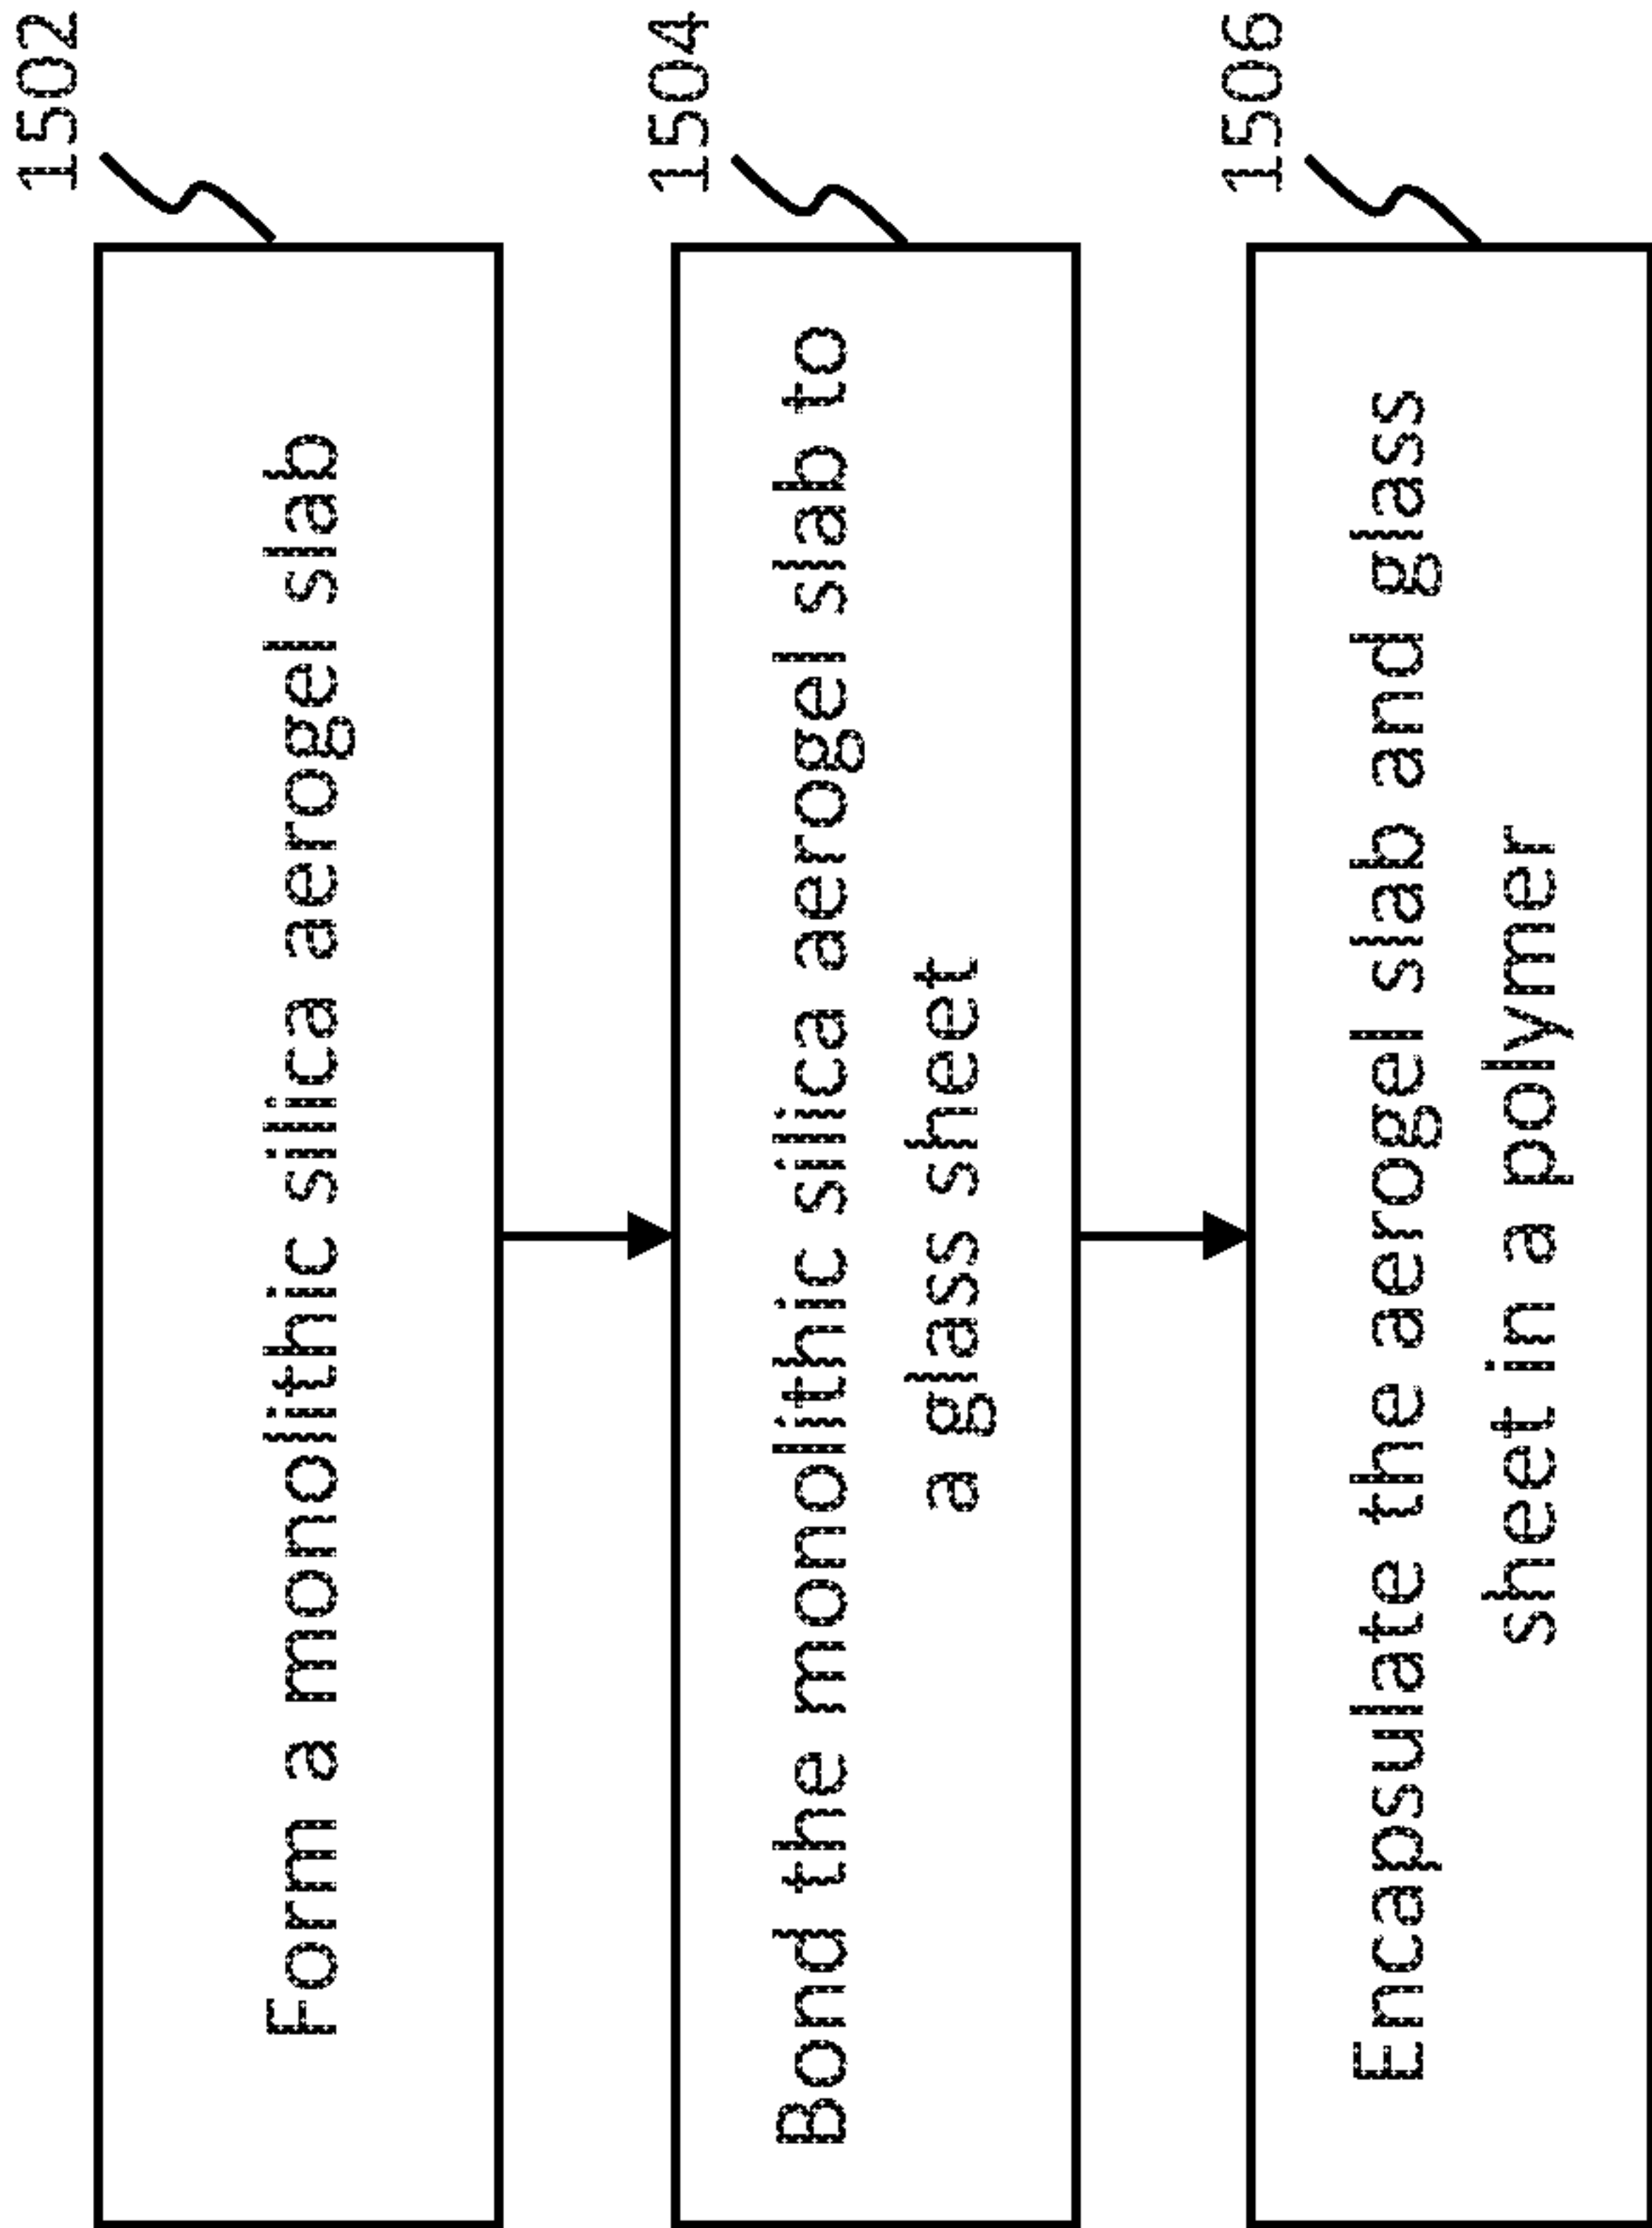 1502
Form a monolithic silica aerogel slab
1504
Bond the monolithic silica aerogel slab to
a glass sheet
1506
Encapsulate the aerogel slab and glass
sheet in a polymer